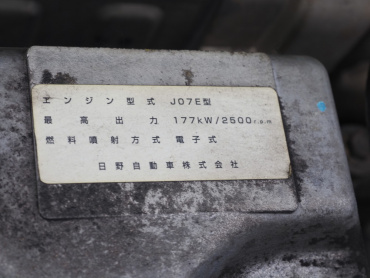 エンジン型式 J07E型
最高出力 177kW/2500r.p.m
燃料噴射方式 電子式
日野自動車株式会社